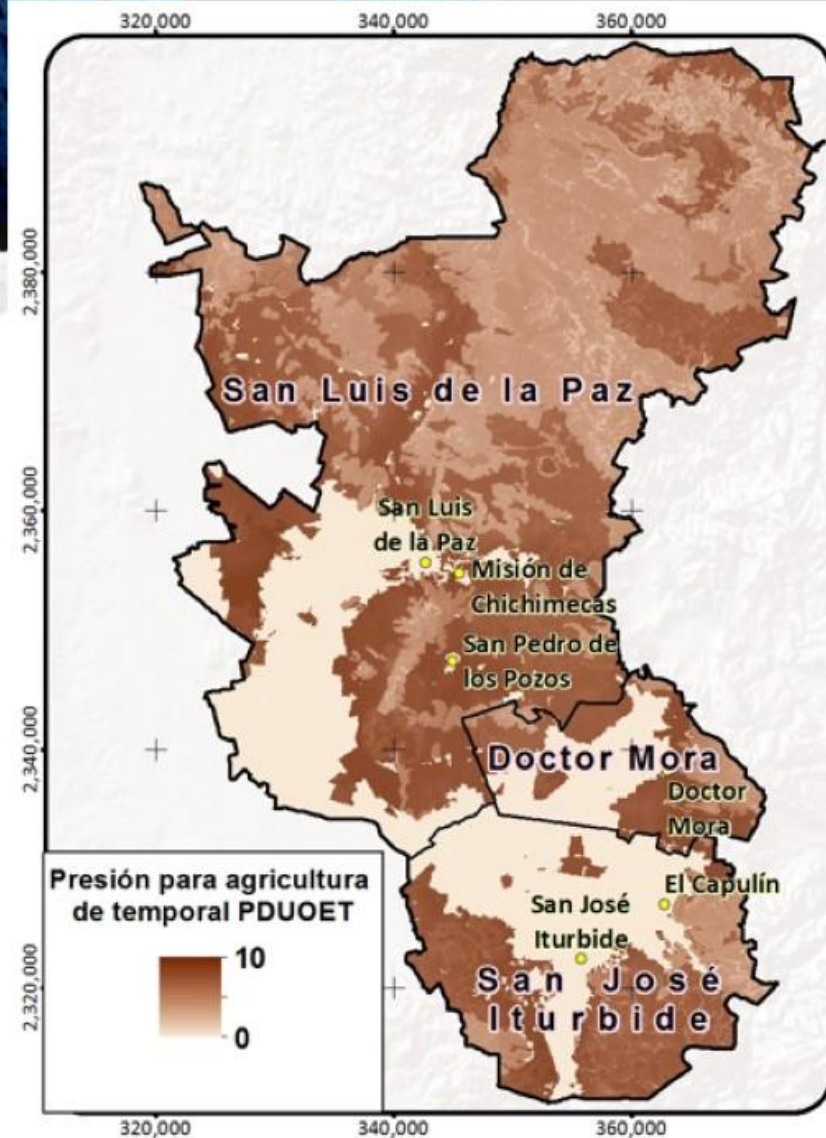 320,000 340,000 360,000
2,380,000
San Luis de la Paz
2,360,000
San Luis
de la Paz
Misión de
Chichimecas
San Pedro de
los Pozos
2,340,000
Doctor Mora
Doctor
Mora
Presión para agricultura
de temporal PDUOET
10
0
El Capulín
San José
Iturbide
San José
Iturbide
2,320,000
320,000 340,000 360,000